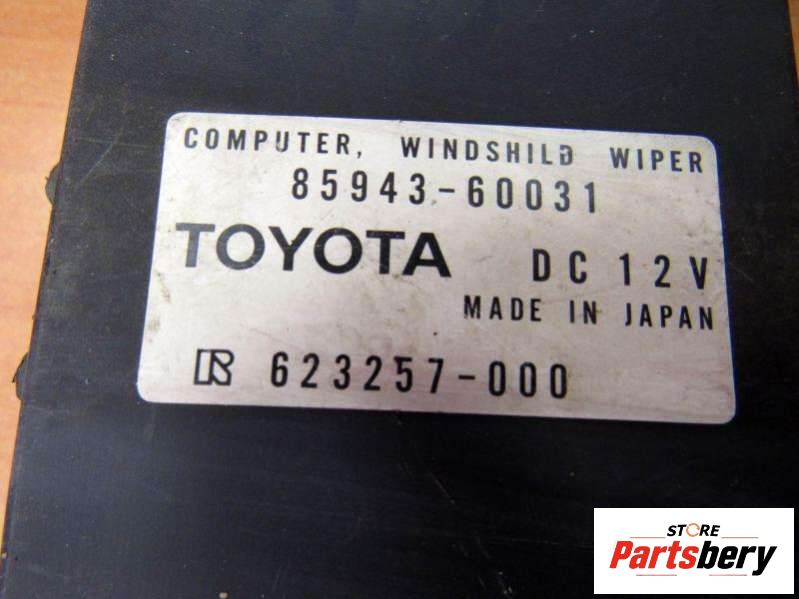 COMPUTER, WINDSHILD WIPER
85943-60031
TOYOTA DC 12V
MADE IN JAPAN
R 623257-000
STORE
Partsbery